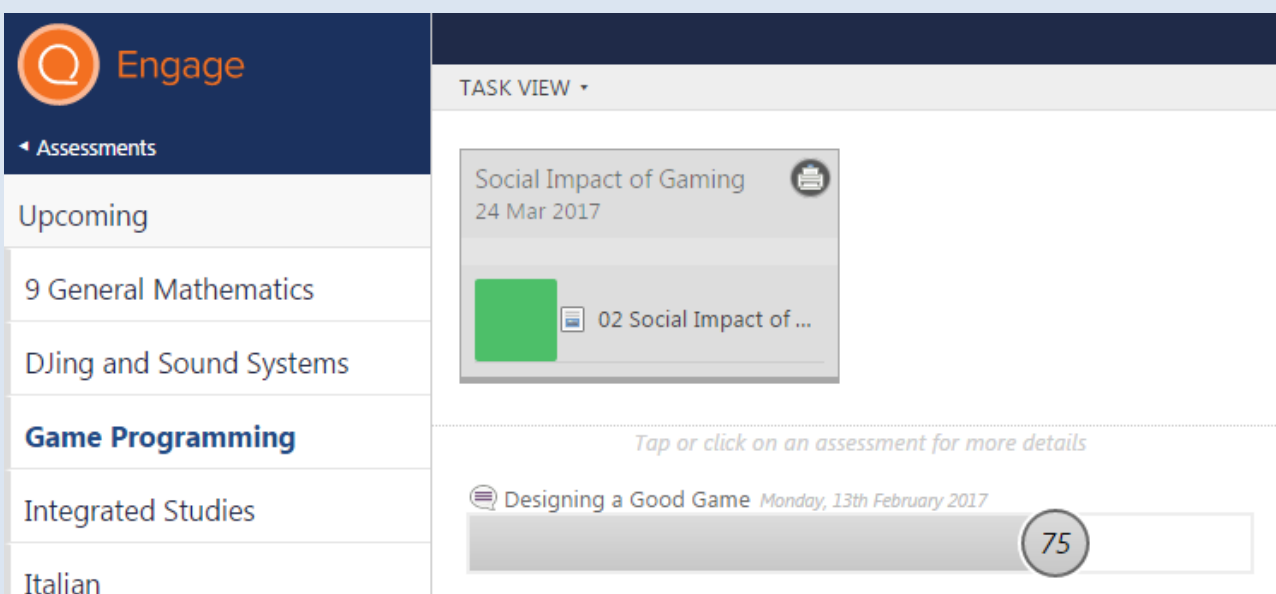 Engage
Assessments
Upcoming
9 General Mathematics
DJing and Sound Systems
Game Programming
Integrated Studies
Italian
TASK VIEW
Social Impact of Gaming
24 Mar 2017
02 Social Impact of ...
Tap or click on an assessment for more details
Designing a Good Game Monday, 13th February 2017
75